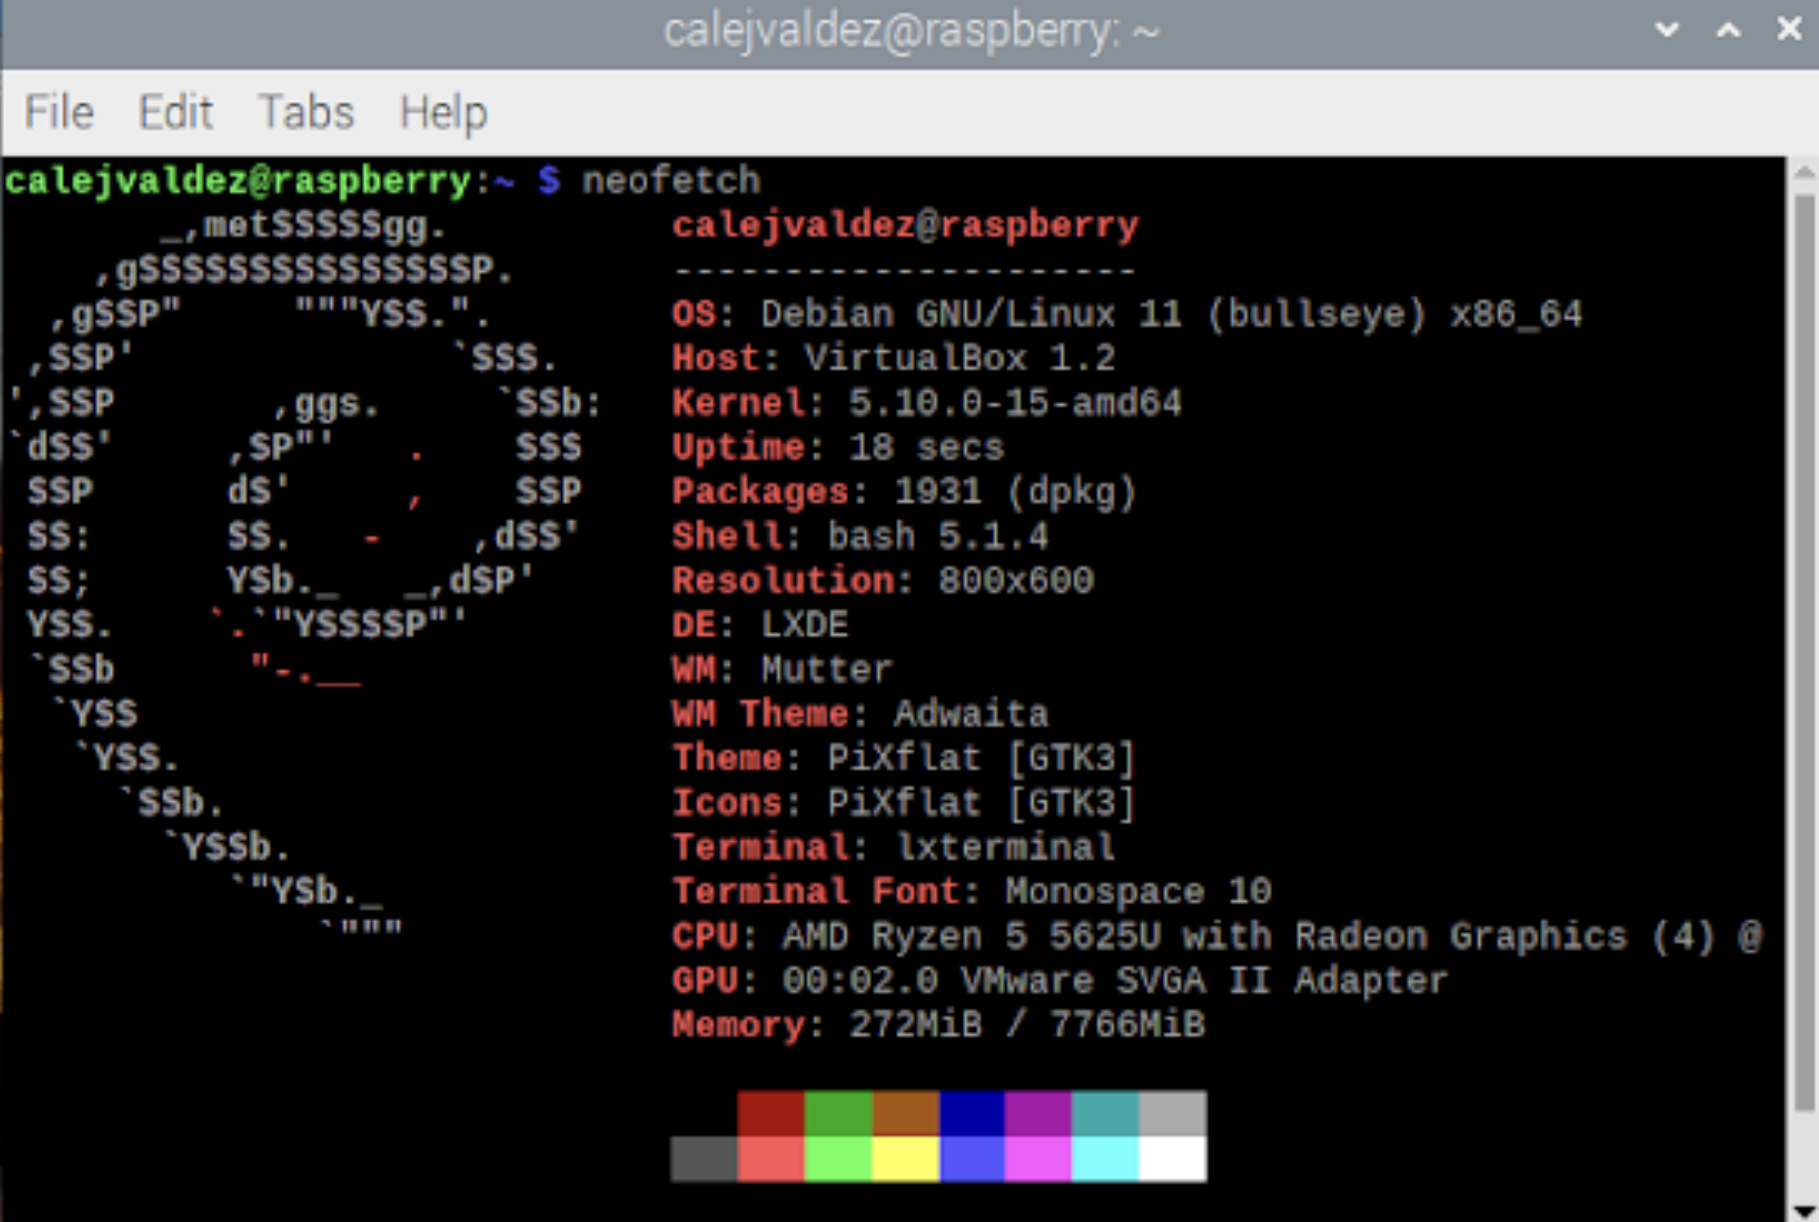 calejvaldez@raspberry: ~
File Edit Tabs Help
calejvaldez@raspberry:~ $ neofetch
       _,met$$$$$gg.          calejvaldez@raspberry
    ,g$$$$$$$$$$$$$$$P.       ---------------------
  ,g$$P"     """Y$$.".        OS: Debian GNU/Linux 11 (bullseye) x86_64
 ,$$P'              `$$$.     Host: VirtualBox 1.2
',$$P       ,ggs.     `$$b:   Kernel: 5.10.0-15-amd64
`d$$'     ,$P"'   .    $$$    Uptime: 18 secs
 $$P      d$'     ,    $$P    Packages: 1931 (dpkg)
 $$:      $$.   -    ,d$$'    Shell: bash 5.1.4
 $$;      Y$b._   _,d$P'      Resolution: 800x600
 Y$$.    `.`"Y$$$$P"'         DE: LXDE
 `$$b      "-.__              WM: Mutter
  `Y$$                        WM Theme: Adwaita
   `Y$$.                      Theme: PiXflat [GTK3]
     `$$b.                    Icons: PiXflat [GTK3]
       `Y$$b.                 Terminal: lxterminal
          `"Y$b._             Terminal Font: Monospace 10
              `"""            CPU: AMD Ryzen 5 5625U with Radeon Graphics (4) @
                              GPU: 00:02.0 VMware SVGA II Adapter
                              Memory: 272MiB / 7766MiB